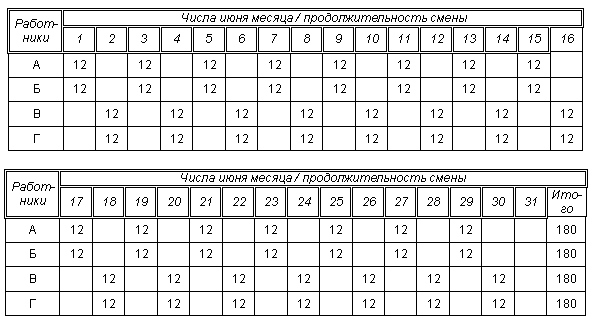 Работ-ники Числа июня месяца / продолжительность смены
1 2 3 4 5 6 7 8 9 10 11 12 13 14 15 16
А 12 12 12 12 12 12 12 12
Б 12 12 12 12 12 12 12 12
В 12 12 12 12 12 12 12 12
Г 12 12 12 12 12 12 12 12
Работ-ники Числа июня месяца / продолжительность смены
17 18 19 20 21 22 23 24 25 26 27 28 29 30 31 Ито-го
А 12 12 12 12 12 12 12 180
Б 12 12 12 12 12 12 12 180
В 12 12 12 12 12 12 12 180
Г 12 12 12 12 12 12 12 180